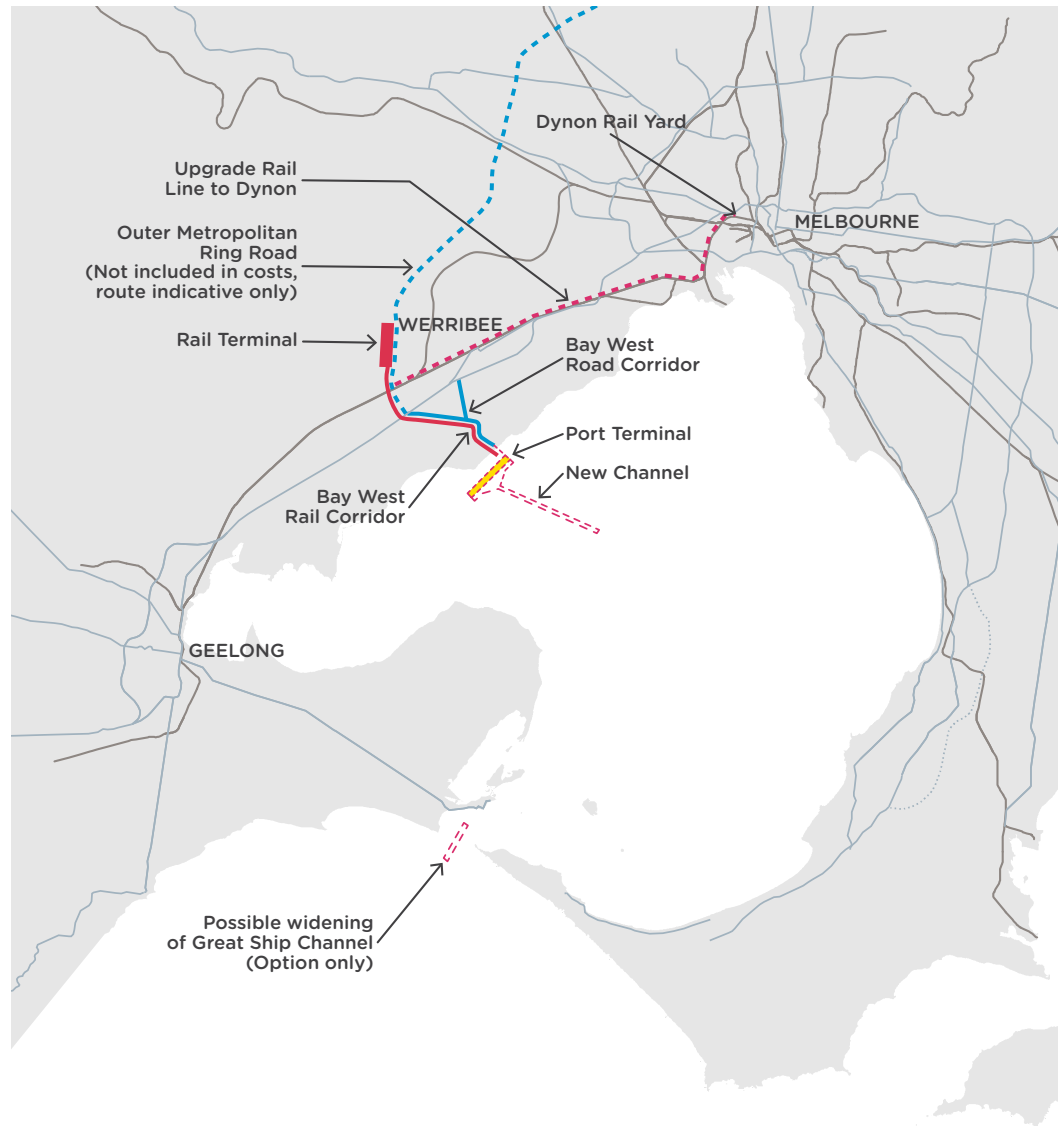 Dynon Rail Yard
Upgrade Rail
Line to Dynon
MELBOURNE
Outer Metropolitan
Ring Road
(Not included in costs,
route indicative only)
WERRIBEE
Rail Terminal
Bay West
Road Corridor
Port Terminal
New Channel
Bay West
Rail Corridor
GEELONG
Possible widening
of Great Ship Channel
(Option only)